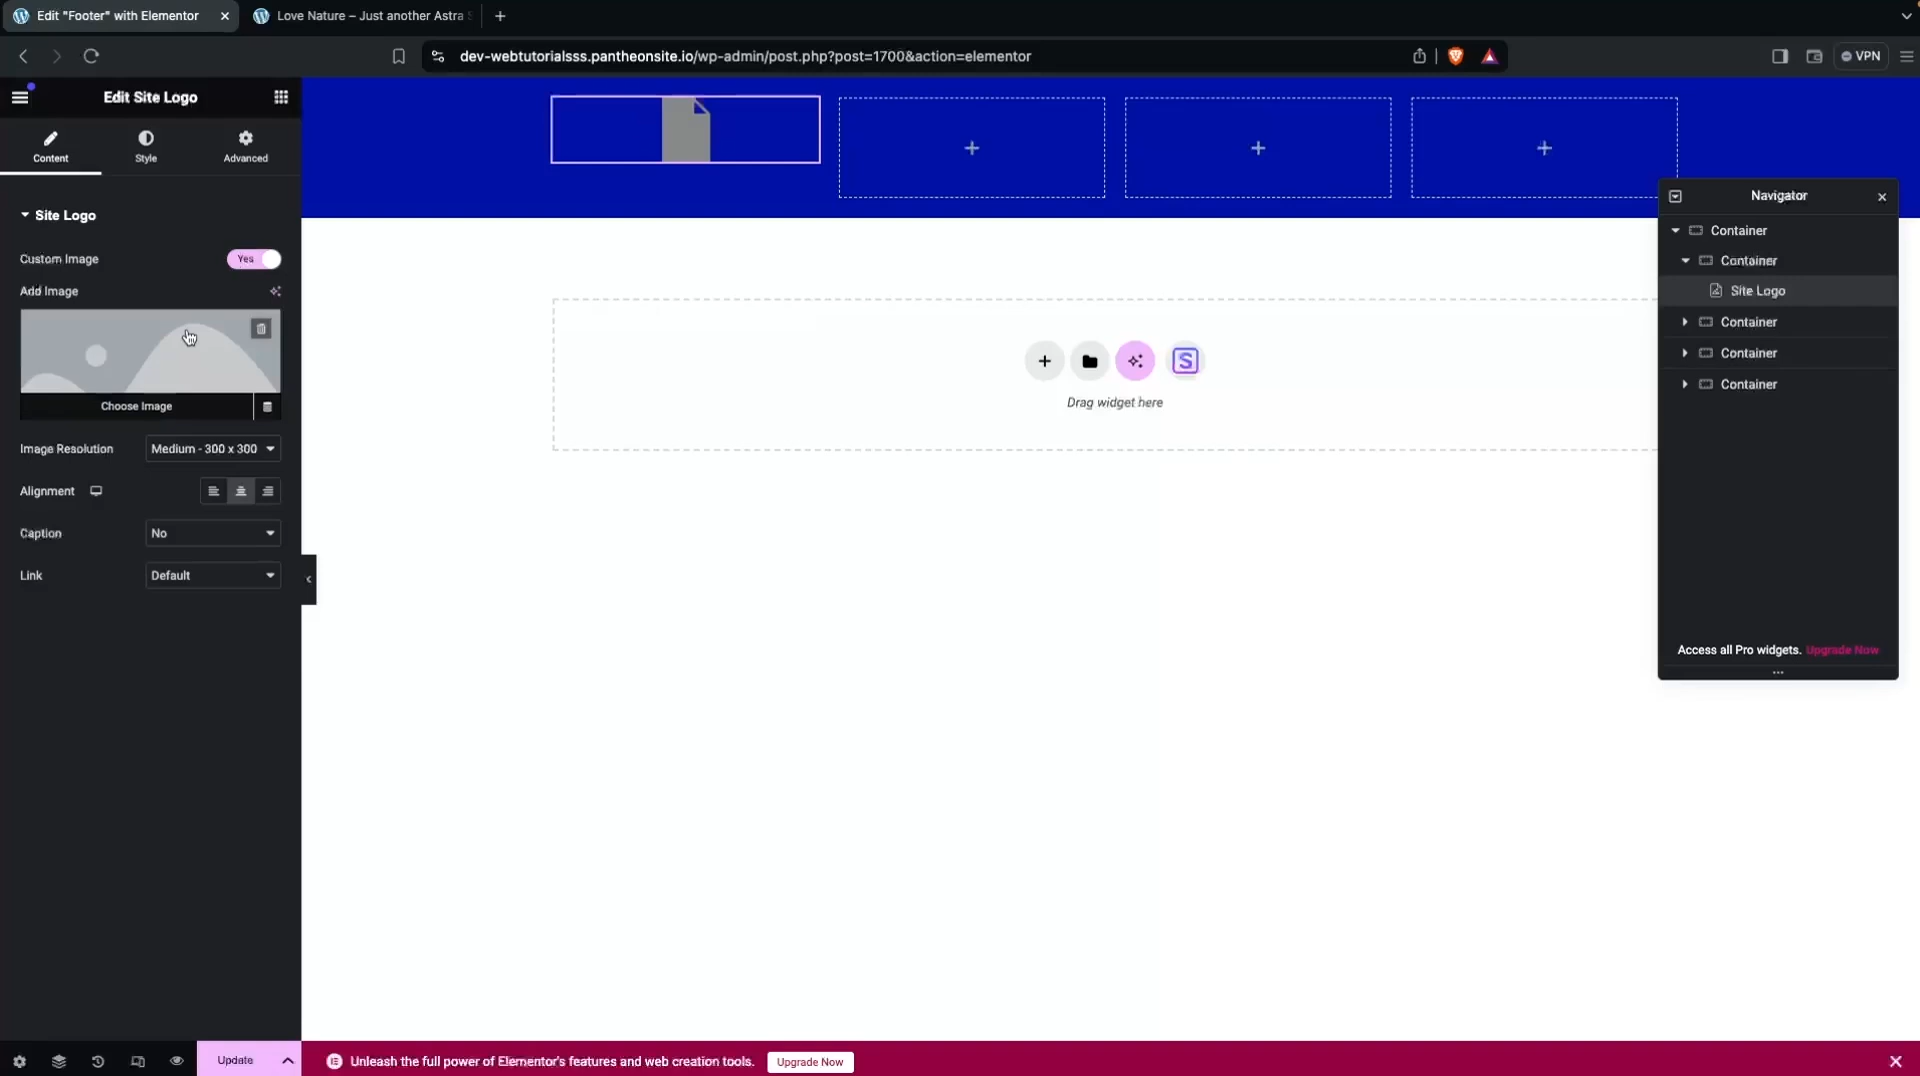 Edit "Footer" with Elementor
Love Nature – Just another Astra S
dev-webtutorialsss.pantheonsite.io/wp-admin/post.php?post=1700&action=elementor
VPN
Edit Site Logo
Content
Style
Advanced
Site Logo
Custom Image
Yes
Add Image
Choose Image
Image Resolution
Medium - 300 x 300
Alignment
Caption
No
Link
Default
Drag widget here
S
Navigator
Container
Container
Site Logo
Container
Container
Container
Access all Pro widgets. Upgrade Now
Update
Unleash the full power of Elementor's features and web creation tools.
Upgrade Now